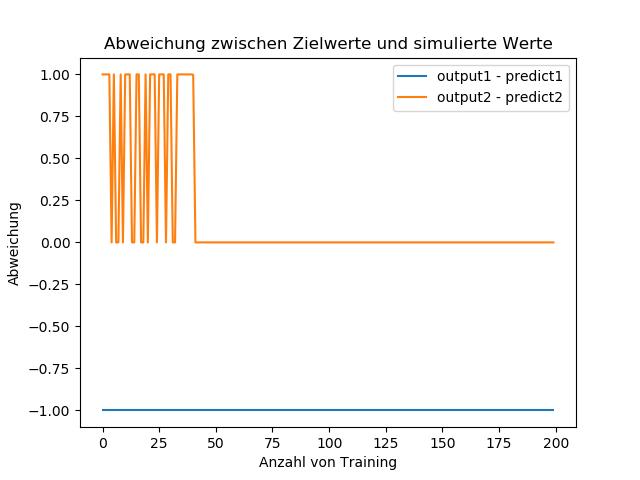 Abweichung zwischen Zielwerte und simulierte Werte
output1 - predict1
output2 - predict2
1.00
0.75
0.50
0.25
0.00
−0.25
−0.50
−0.75
−1.00
Abweichung
0 25 50 75 100 125 150 175 200
Anzahl von Training